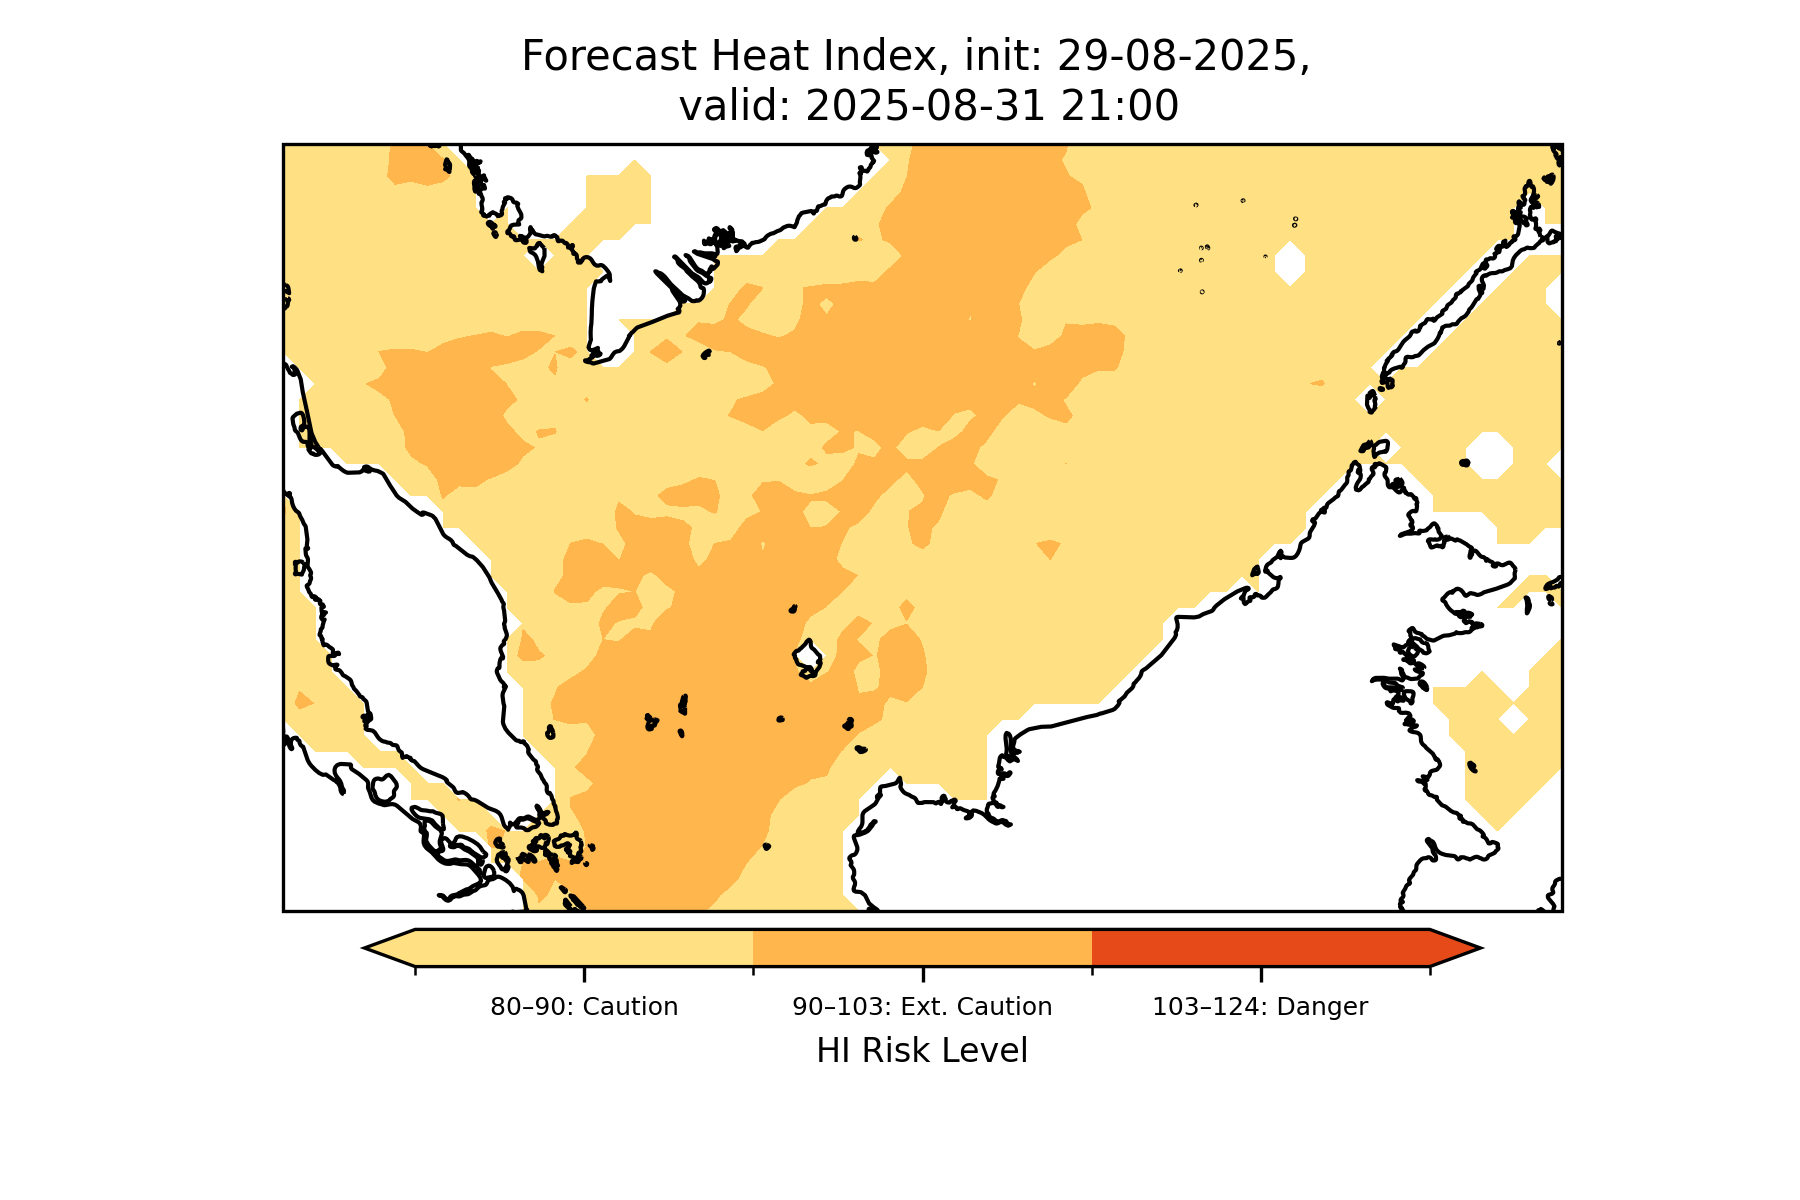 Forecast Heat Index, init: 29-08-2025,
valid: 2025-08-31 21:00
80–90: Caution
90–103: Ext. Caution
103–124: Danger
HI Risk Level